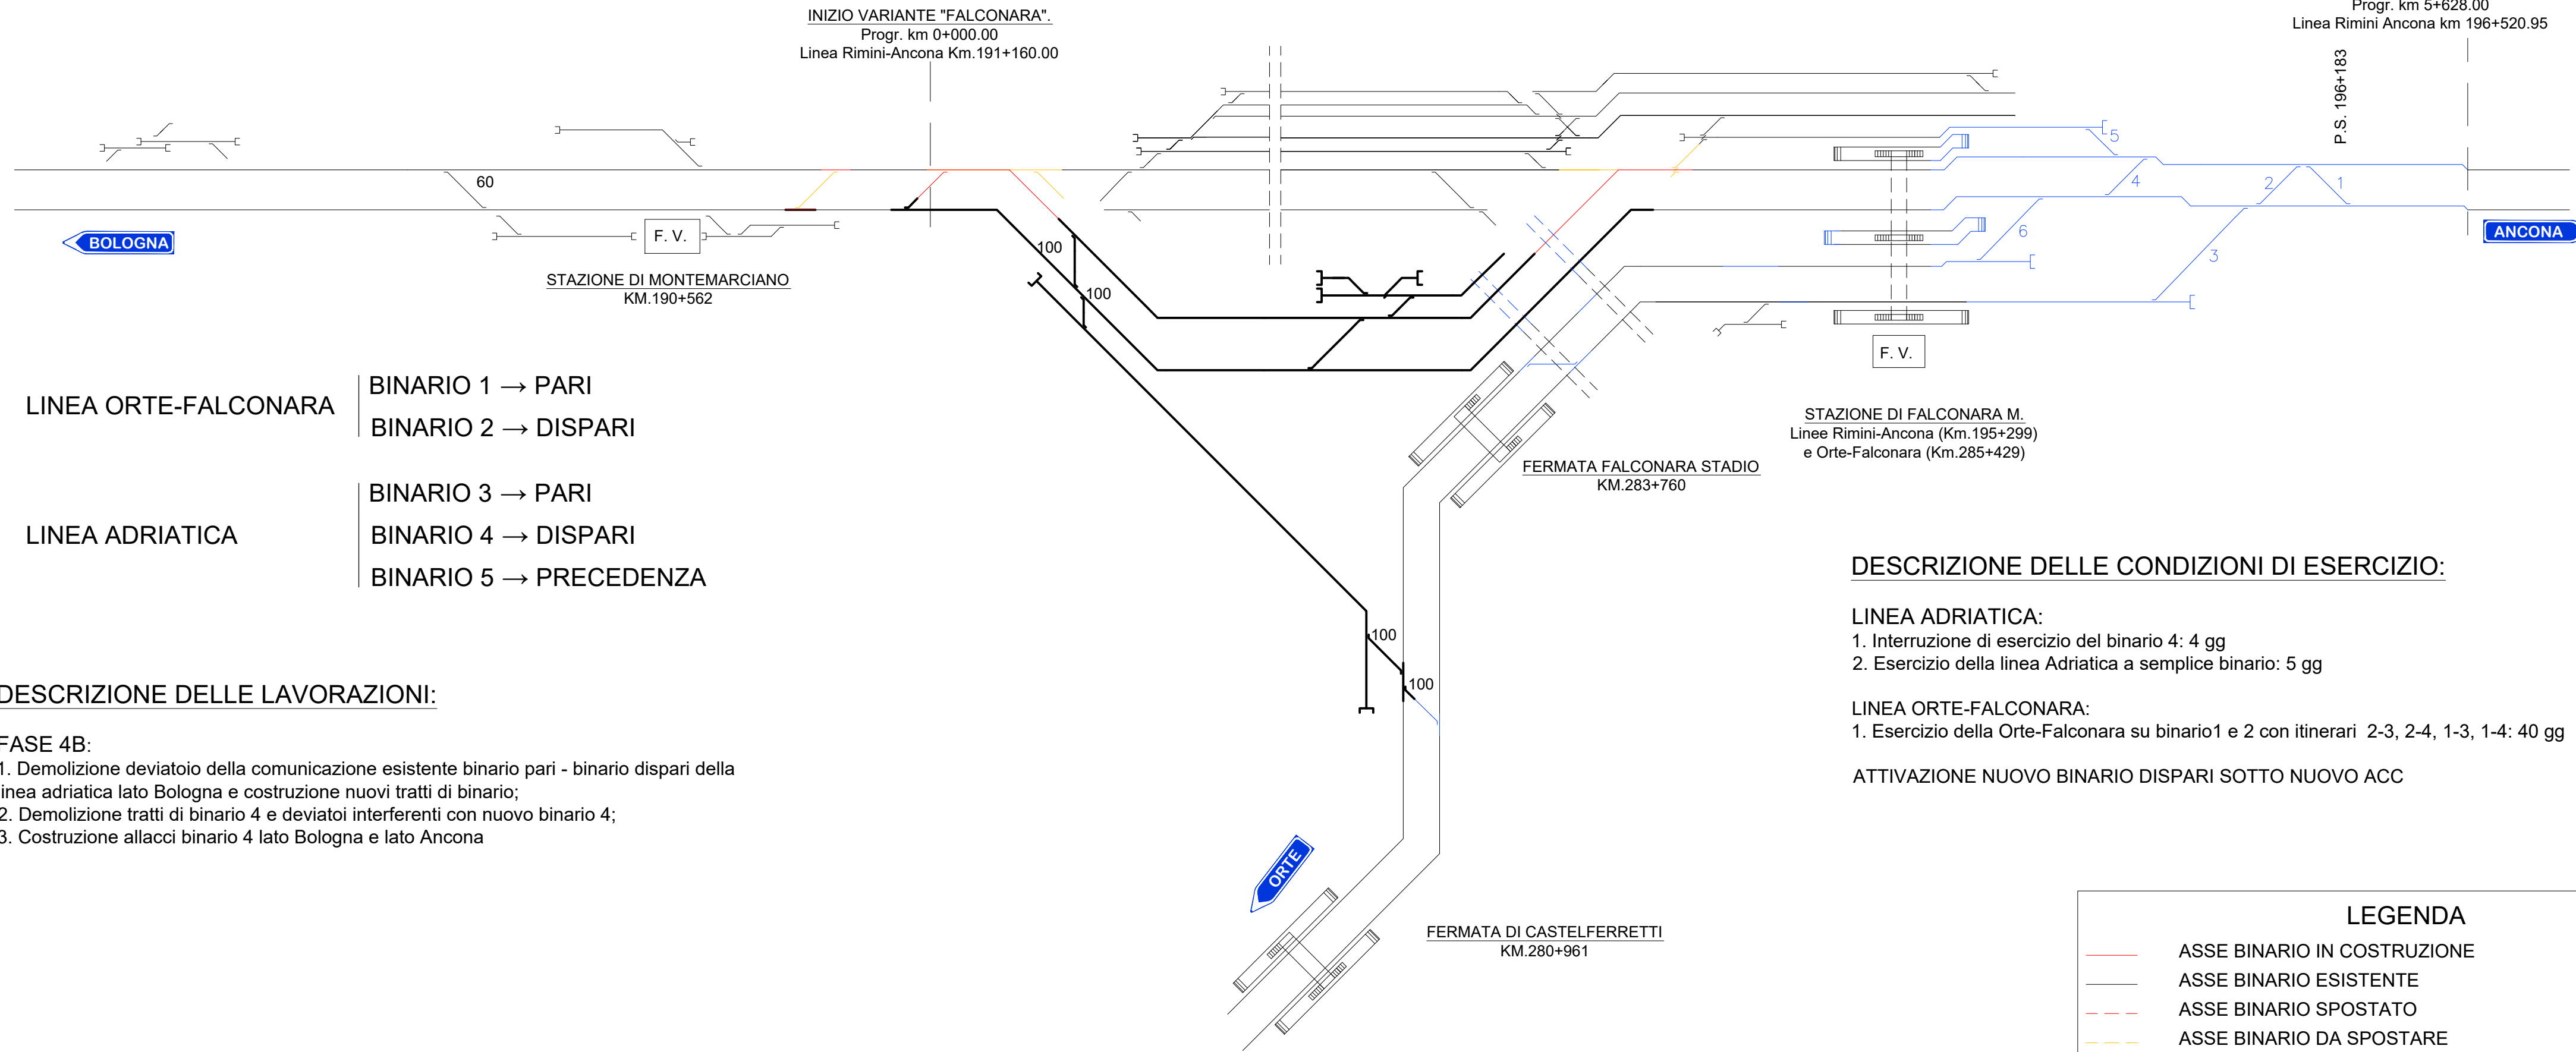 INIZIO VARIANTE "FALCONARA".
Progr. km 0+000.00
Linea Rimini-Ancona Km.191+160.00
Progr. km 5+628.00
Linea Rimini Ancona km 196+520.95
P.S. 196+183
60
5
4
2
1
6
3
BOLOGNA
F. V.
ANCONA
STAZIONE DI MONTEMARCIANO
KM.190+562
100
100
F. V.
LINEA ORTE-FALCONARA
BINARIO 1 → PARI
BINARIO 2 → DISPARI
LINEA ADRIATICA
BINARIO 3 → PARI
BINARIO 4 → DISPARI
BINARIO 5 → PRECEDENZA
STAZIONE DI FALCONARA M.
Linee Rimini-Ancona (Km.195+299)
e Orte-Falconara (Km.285+429)
FERMATA FALCONARA STADIO
KM.283+760
100
100
DESCRIZIONE DELLE CONDIZIONI DI ESERCIZIO:
LINEA ADRIATICA:
1. Interruzione di esercizio del binario 4: 4 gg
2. Esercizio della linea Adriatica a semplice binario: 5 gg
LINEA ORTE-FALCONARA:
1. Esercizio della Orte-Falconara su binario1 e 2 con itinerari 2-3, 2-4, 1-3, 1-4: 40 gg
ATTIVAZIONE NUOVO BINARIO DISPARI SOTTO NUOVO ACC
DESCRIZIONE DELLE LAVORAZIONI:
FASE 4B:
1. Demolizione deviatoio della comunicazione esistente binario pari - binario dispari della
linea adriatica lato Bologna e costruzione nuovi tratti di binario;
2. Demolizione tratti di binario 4 e deviatoi interferenti con nuovo binario 4;
3. Costruzione allacci binario 4 lato Bologna e lato Ancona
ORTE
FERMATA DI CASTELFERRETTI
KM.280+961
LEGENDA
ASSE BINARIO IN COSTRUZIONE
ASSE BINARIO ESISTENTE
ASSE BINARIO SPOSTATO
ASSE BINARIO DA SPOSTARE